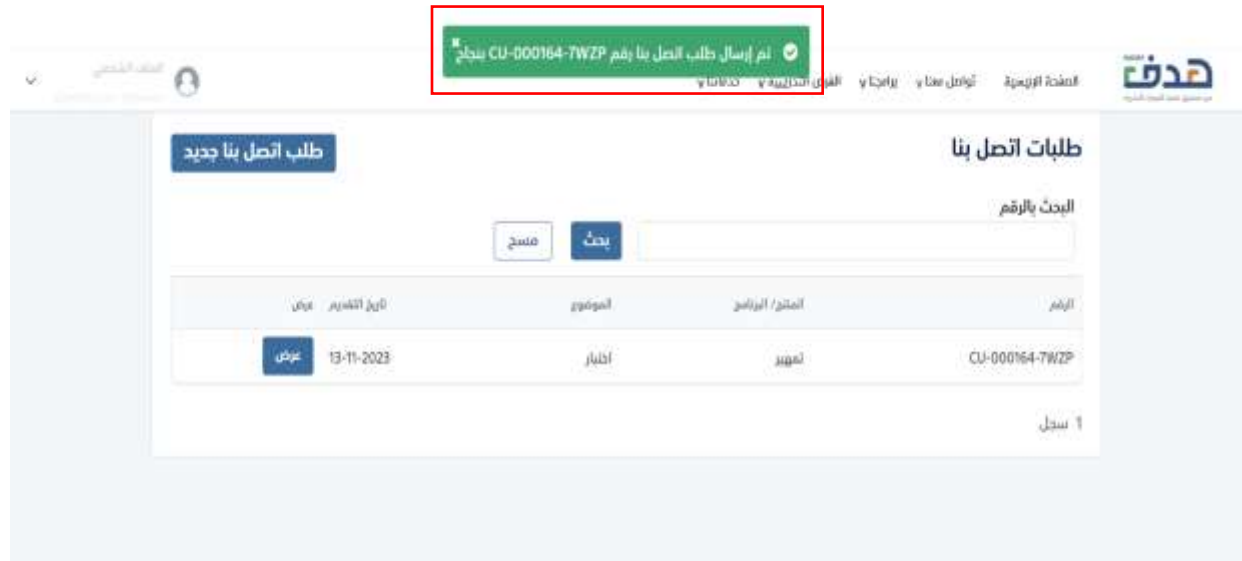 تم إرسال طلب اتصل بنا رقم CU-000164-7WZP بنجاح
هدف
الصفحة الرئيسية تواصل معنا برامجنا الفرص التدريبية خدماتنا
الملف الشخصي
طلبات اتصل بنا
طلب اتصل بنا جديد
البحث بالرقم
بحث مسح
الرقم المنتج/ البرنامج الموضوع تاريخ التقديم عرض
CU-000164-7WZP تمهير اختبار 13-11-2023 عرض
1 سجل